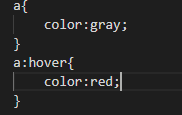 a{
    color:gray;
}
a:hover{
    color:red;
}